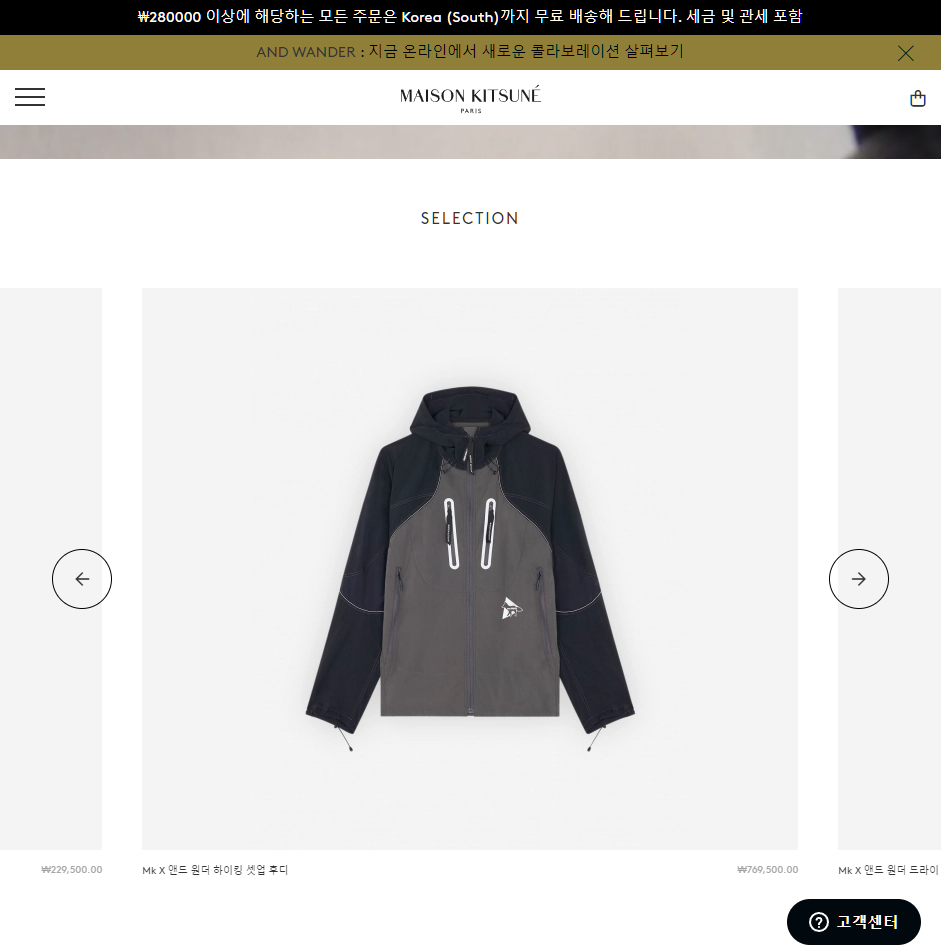 ₩280000 이상에 해당하는 모든 주문은 Korea (South)까지 무료 배송해 드립니다. 세금 및 관세 포함
AND WANDER : 지금 온라인에서 새로운 콜라보레이션 살펴보기
MAISON KITSUNÉ
PARIS
SELECTION
₩229,500.00
Mk X 앤드 원더 하이킹 셋업 후디
₩769,500.00
Mk X 앤드 원더 드라이
고객센터